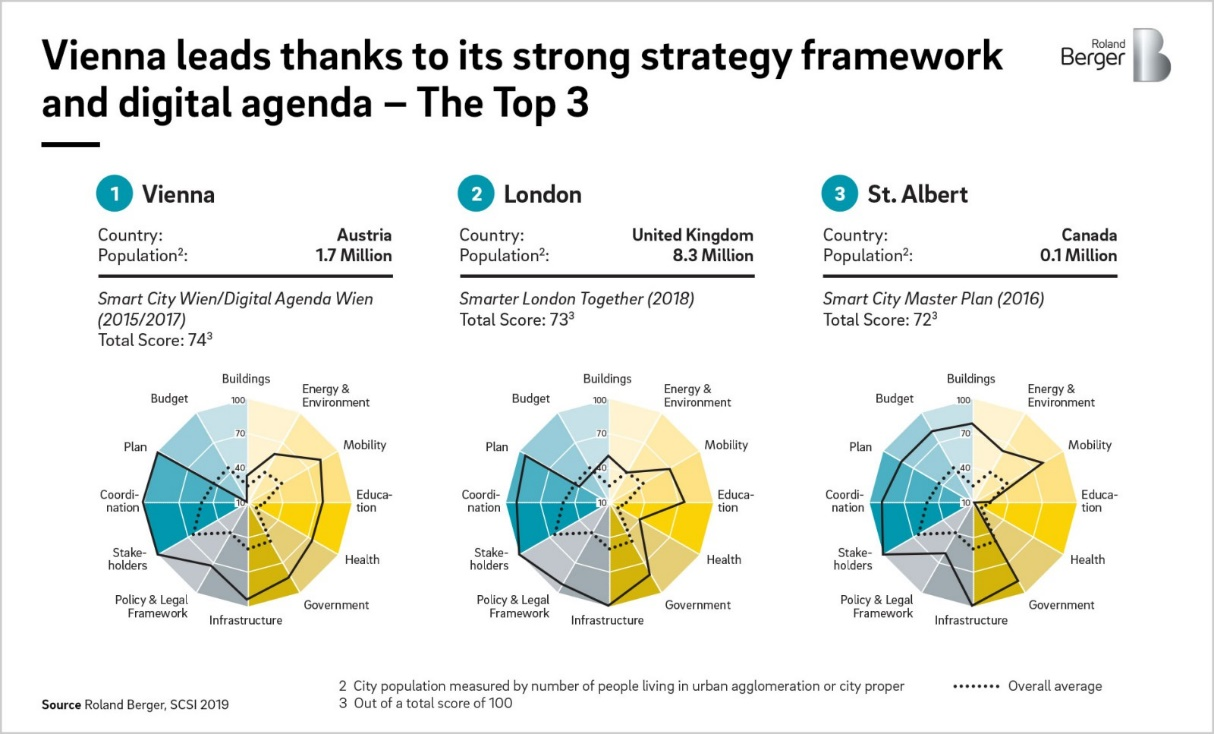 Vienna leads thanks to its strong strategy framework
and digital agenda – The Top 3
Roland
Berger
B
1 Vienna
Country: Austria
Population²: 1.7 Million
Smart City Wien/Digital Agenda Wien
(2015/2017)
Total Score: 74³
Buildings
Energy &
Environment
Mobility
Educa-
tion
Health
Government
Infrastructure
Policy & Legal
Framework
Stake-
holders
Coordi-
nation
Plan
Budget
100
70
40
10
2 London
Country: United Kingdom
Population²: 8.3 Million
Smarter London Together (2018)
Total Score: 73³
Buildings
Energy &
Environment
Mobility
Educa-
tion
Health
Government
Infrastructure
Policy & Legal
Framework
Stake-
holders
Coordi-
nation
Plan
Budget
100
70
40
10
3 St. Albert
Country: Canada
Population²: 0.1 Million
Smart City Master Plan (2016)
Total Score: 72³
Buildings
Energy &
Environment
Mobility
Educa-
tion
Health
Government
Infrastructure
Policy & Legal
Framework
Stake-
holders
Coordi-
nation
Plan
Budget
100
70
40
10
2 City population measured by number of people living in urban agglomeration or city proper
3 Out of a total score of 100
Overall average
Source Roland Berger, SCSI 2019